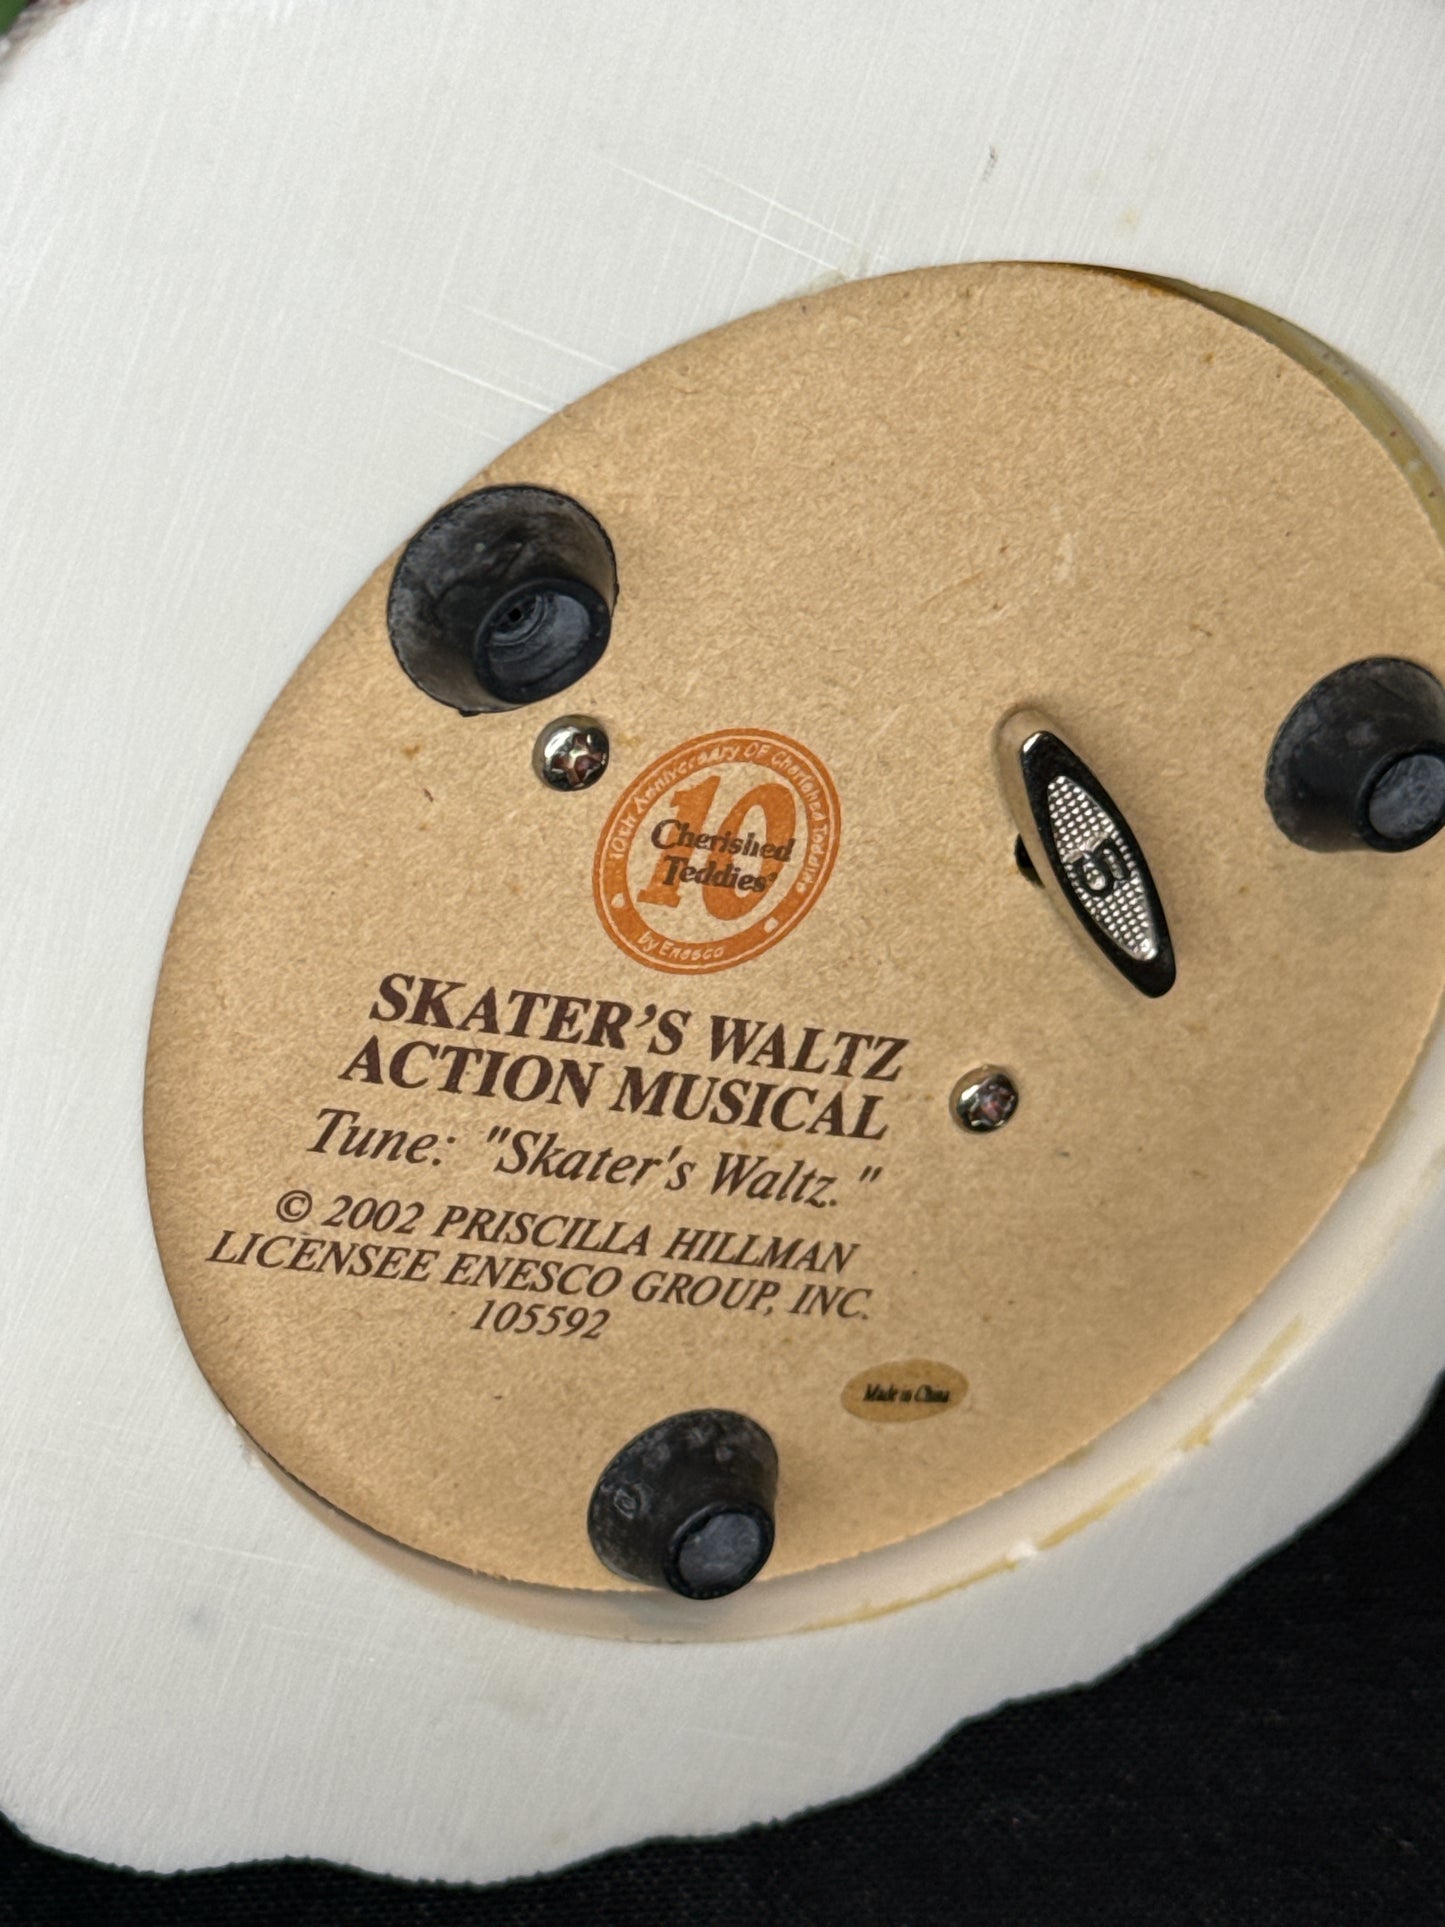 10th Anniversary OF Cherished Teddies
10
Cherished
Teddies
by Enesco
SKATER'S WALTZ
ACTION MUSICAL
Tune: "Skater's Waltz."
© 2002 PRISCILLA HILLMAN
LICENSEE ENESCO GROUP, INC.
105592
Made in China